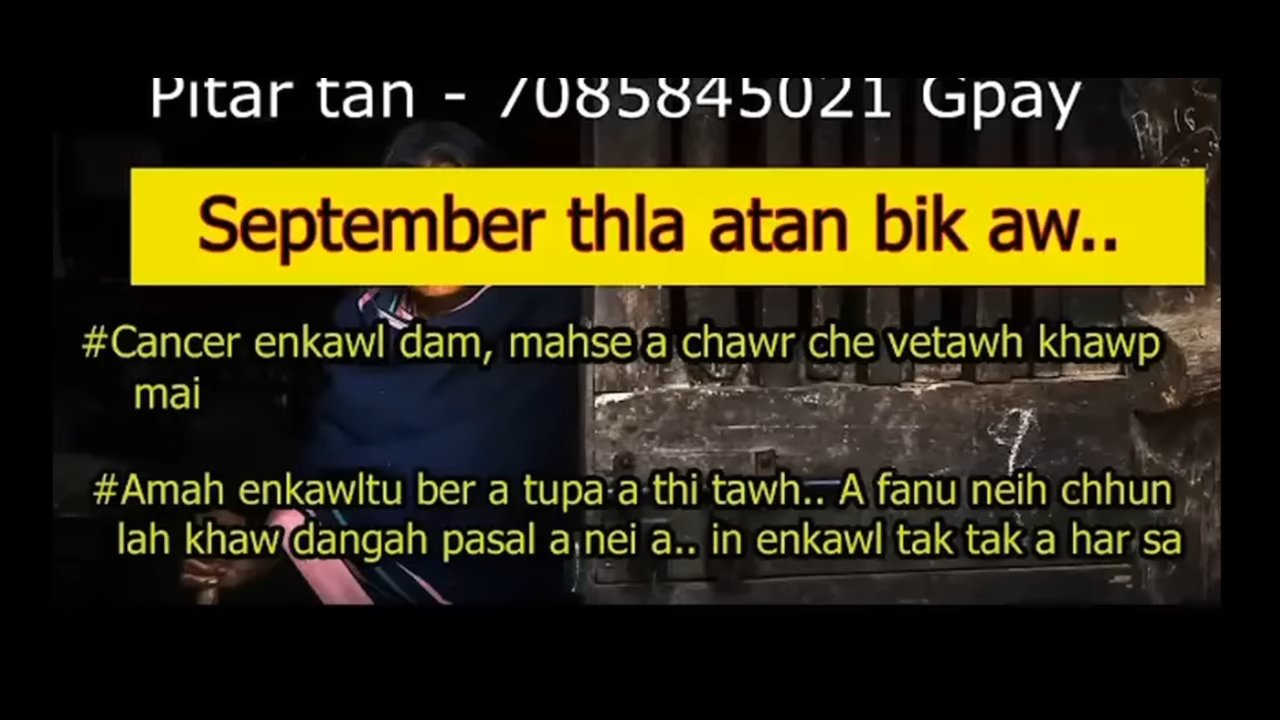 Pitar tan - 7085845021 Gpay
September thla atan bik aw..
#Cancer enkawl dam, mahse a chawr che vetawh khawp
mai
#Amah enkawltu ber a tupa a thi tawh.. A fanu neih chhun
lah khaw dangah pasal a nei a.. in enkawl tak tak a har sa